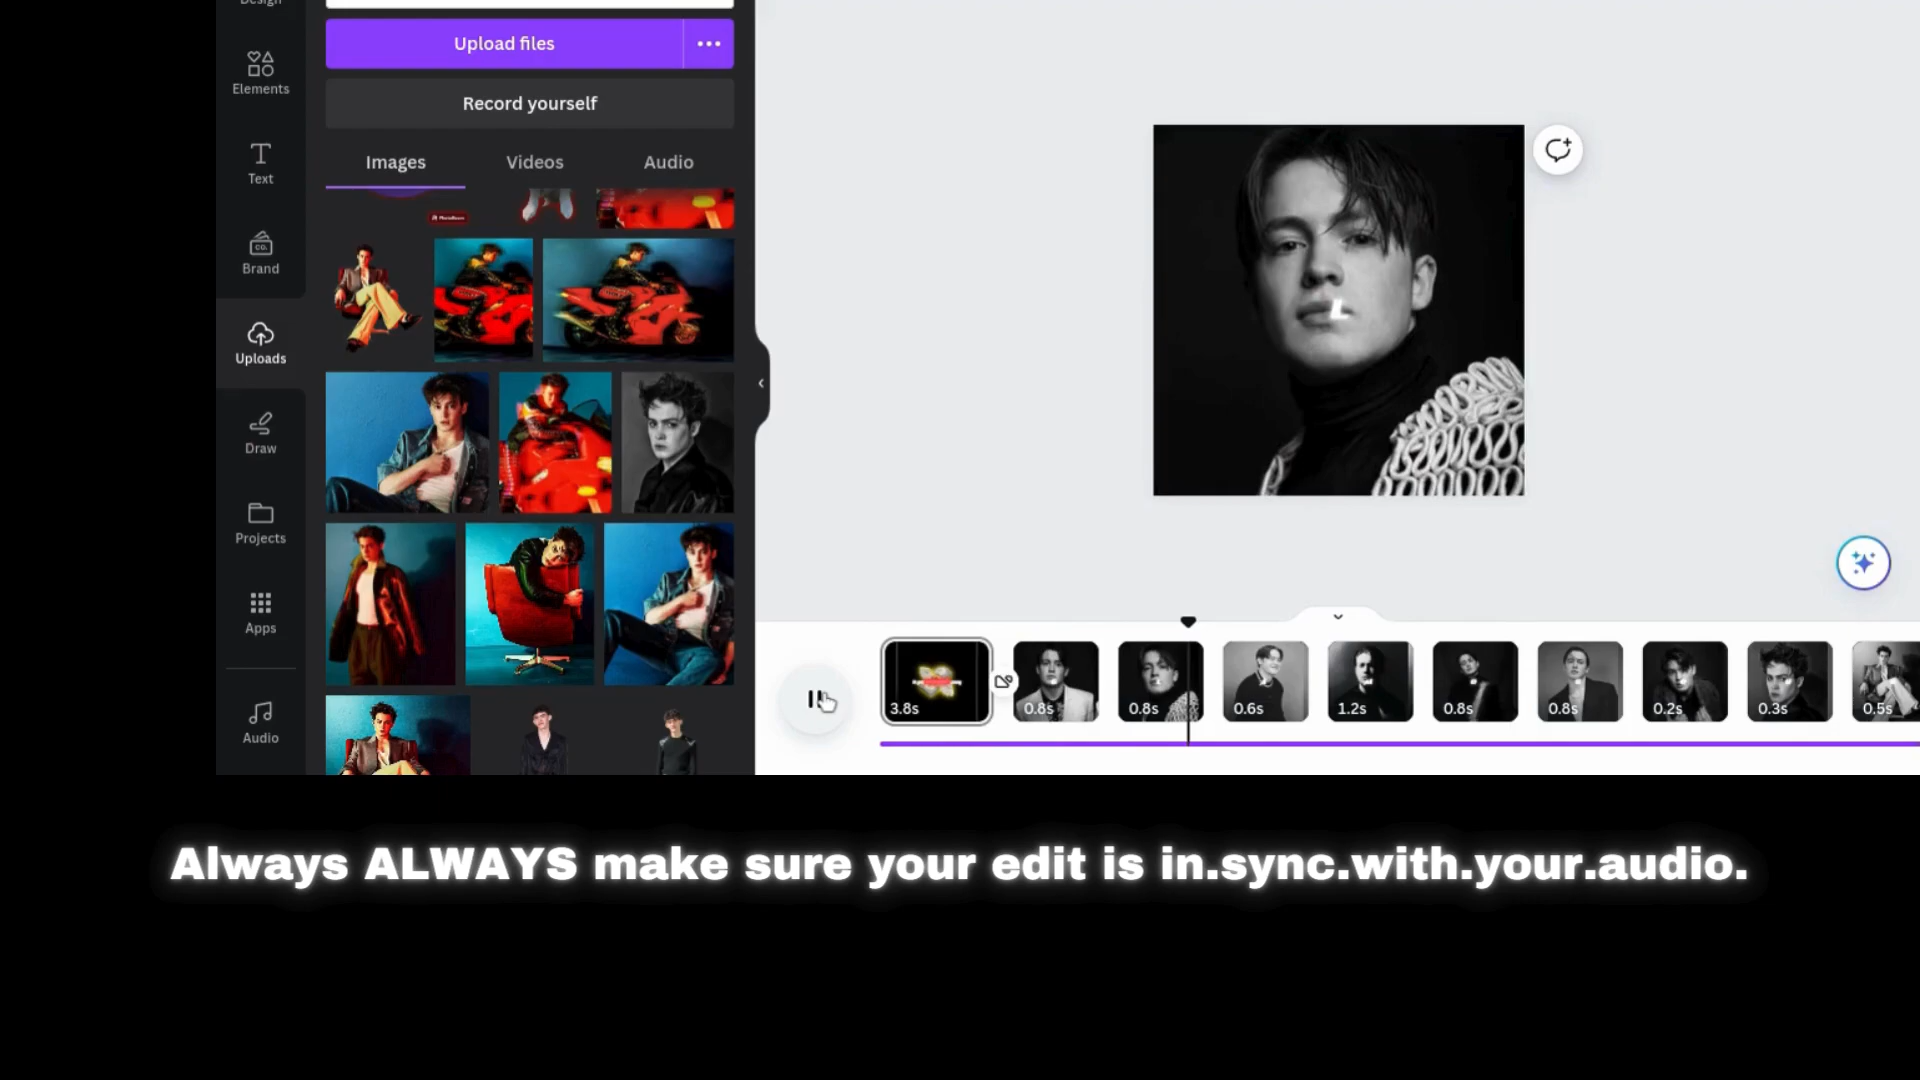 Design
Upload files
Elements
Record yourself
Text
Images Videos Audio
Brand
Uploads
Draw
Projects
Apps
Audio
L
3.8s 0.8s 0.8s 0.6s 1.2s 0.8s 0.8s 0.2s 0.3s 0.5s
Always ALWAYS make sure your edit is in.sync.with.your.audio.